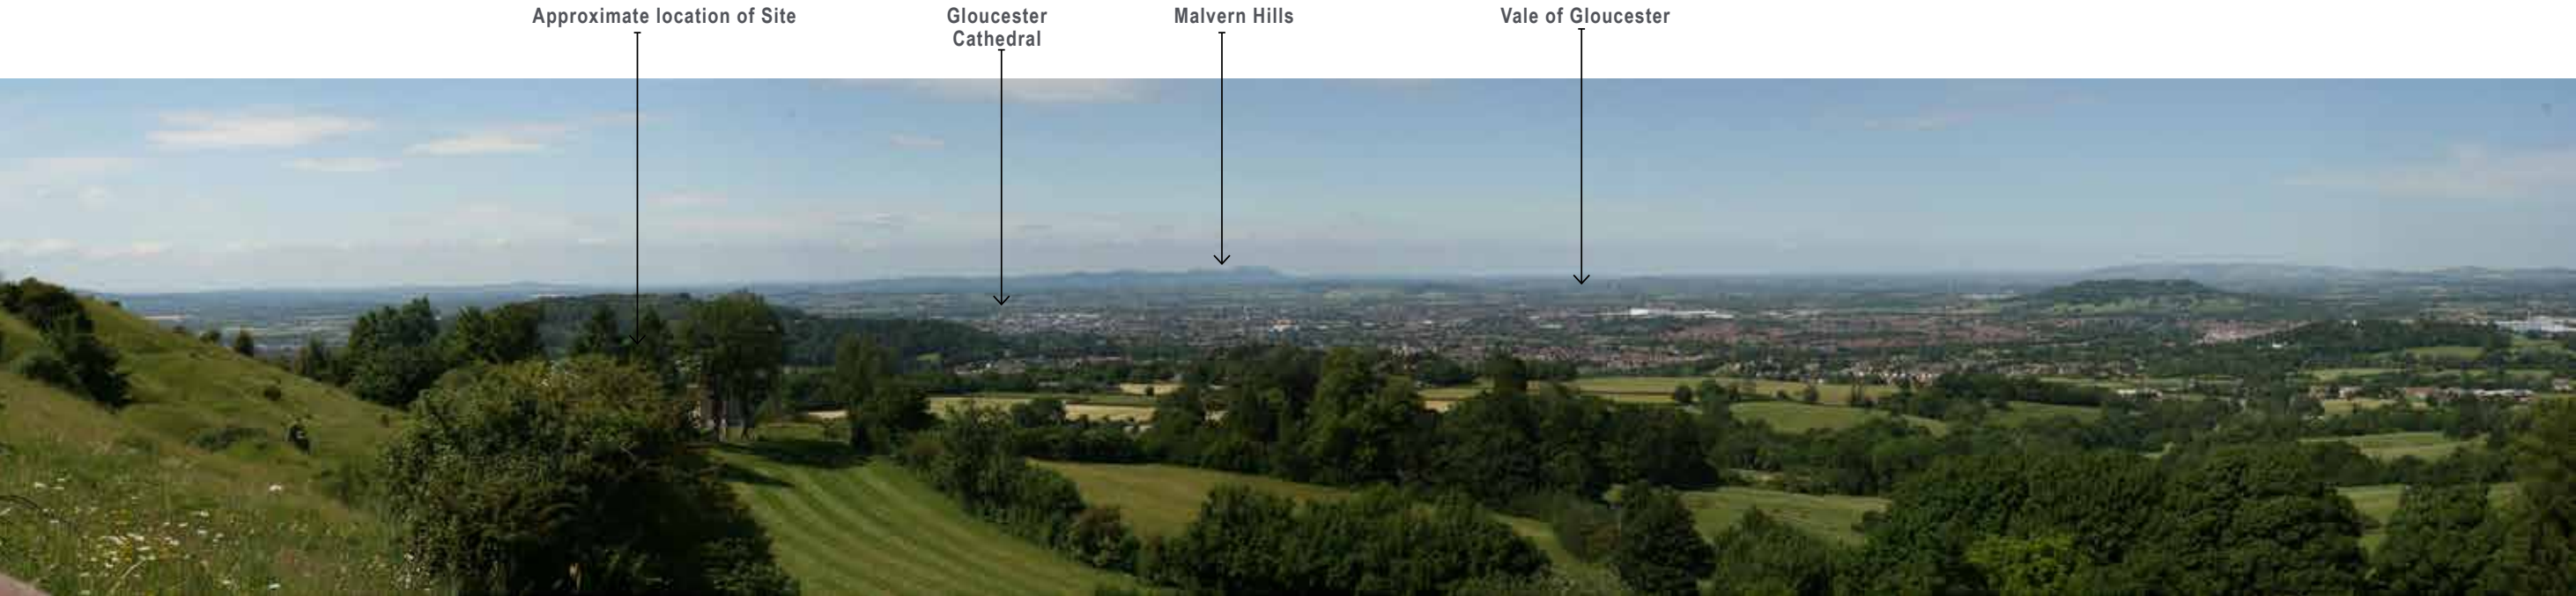 Approximate location of Site
Gloucester
Cathedral
Malvern Hills
Vale of Gloucester